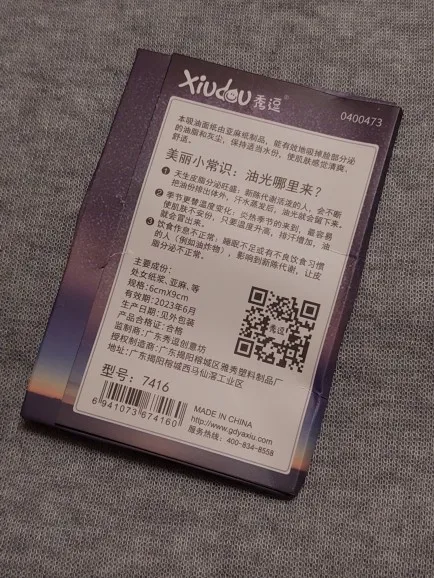 Xiudou 秀逗®
0400473
本吸油面纸由亚麻纸制品，能有效地吸掉脸部分泌
的油脂和灰尘，保持适当水份，使肌肤感觉清爽，
舒适。
美丽小常识：油光哪里来？
① 天生皮脂分泌旺盛：新陈代谢活泼的人，会不断
把油份排出体外，汗水蒸发后，油光就会留下来。
② 季节更替温度变化：炎热季节的来到，最容易
使肌肤不安份，只要温度升高，排汗增加，油
就会冒出来。
③ 饮食作息不正常：睡眠不足或有不良饮食习惯
的人（例如油炸物），影响到新陈代谢，让皮
脂分泌不正常。
主要成份：
处女纸浆、亚麻、等
规格：6cmX9cm
有效期：2023年6月
生产日期：见外包装
产品合格证：合格
监制商：广东秀逗创意坊
授权制造商：广东揭阳榕城区雅秀塑料制品厂
地址：广东揭阳榕城西马仙滘工业区
秀逗
型号：7416
6 941073 674160
MADE IN CHINA
http://www.gdyaxiu.com
服务热线：400-834-8558